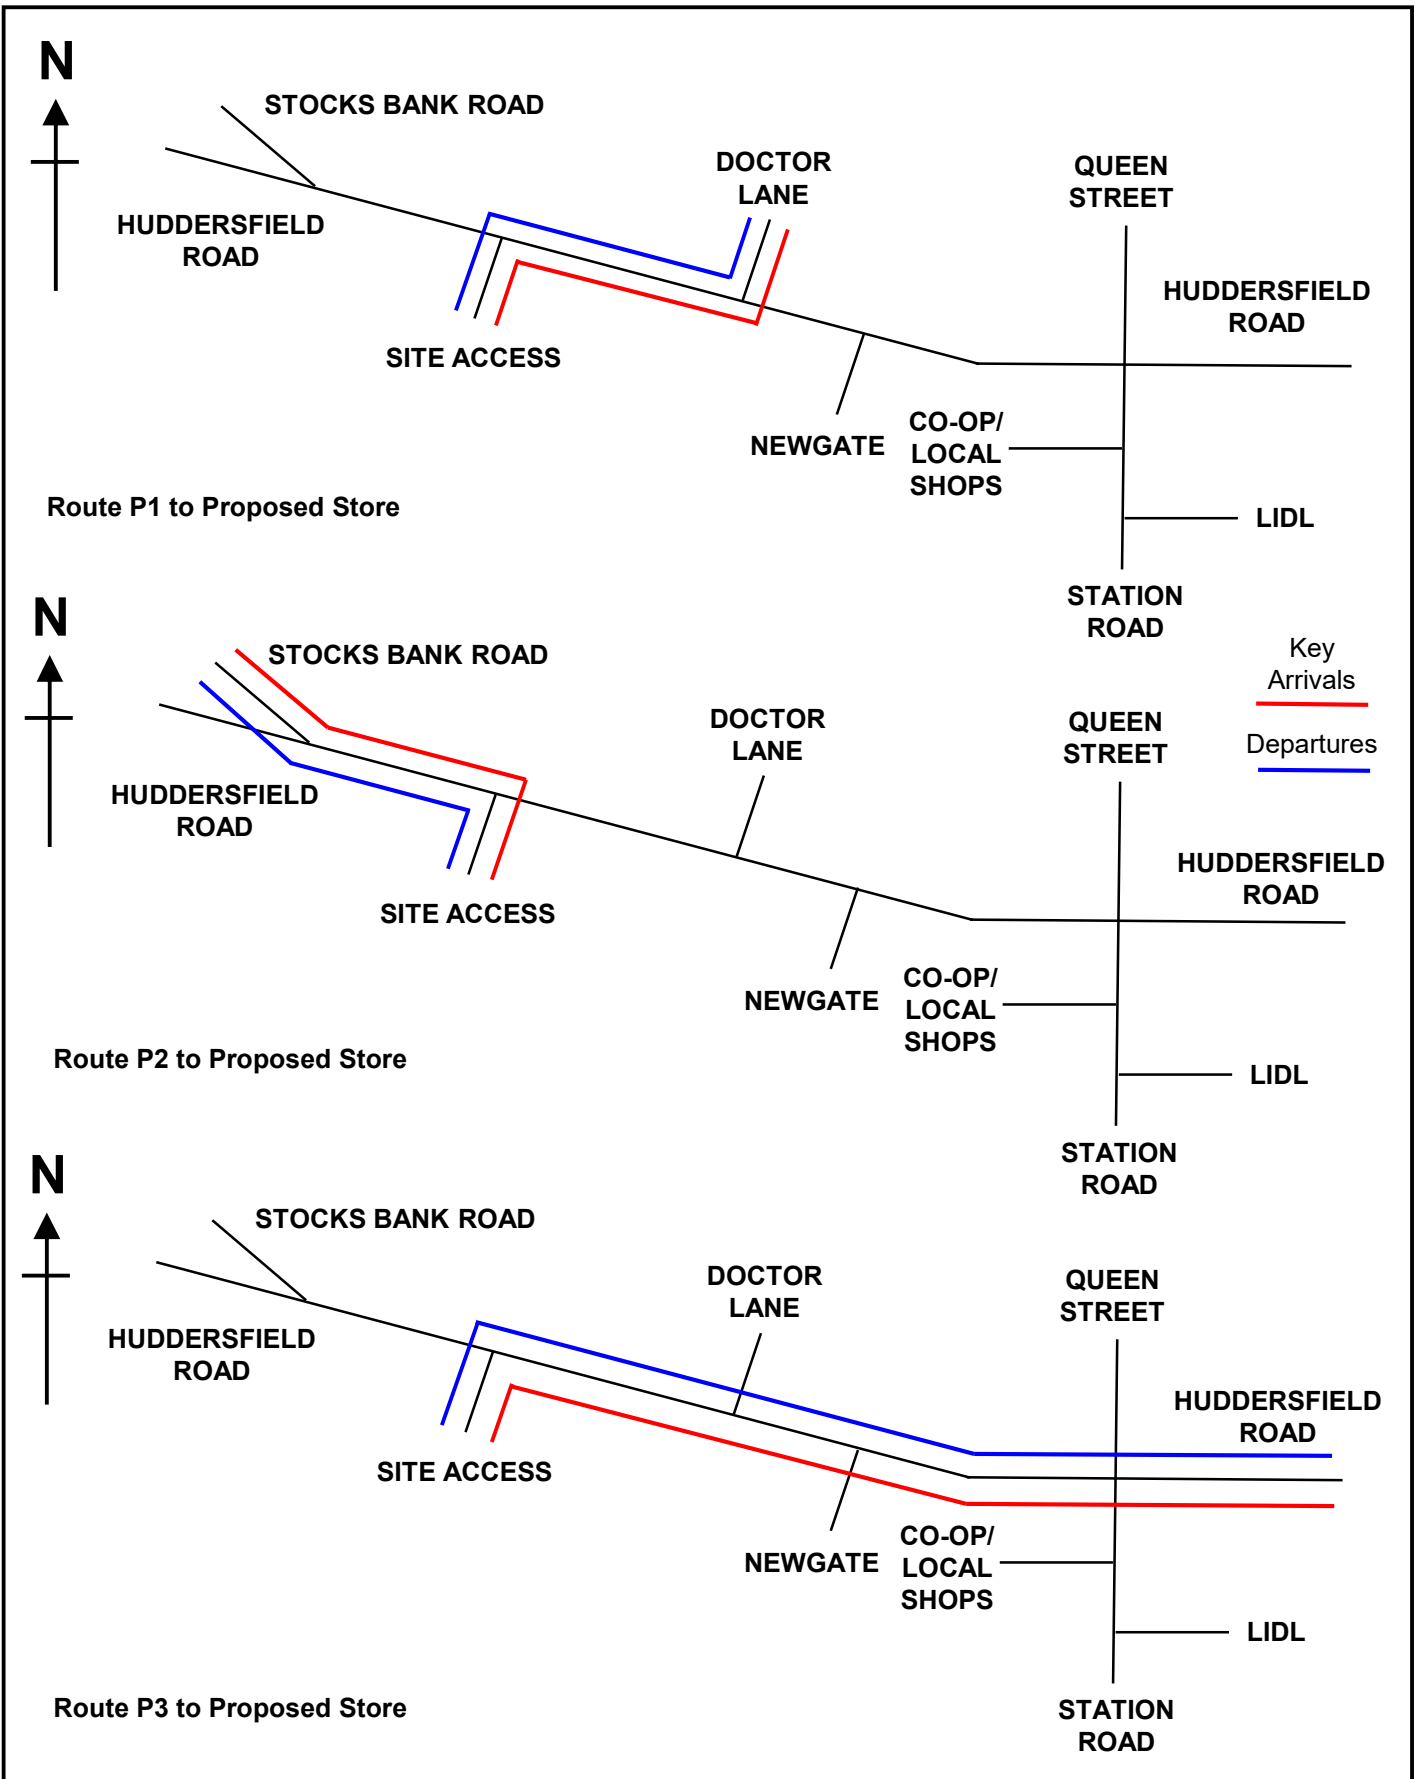 N
STOCKS BANK ROAD
DOCTOR
LANE
QUEEN
STREET
HUDDERSFIELD
ROAD
HUDDERSFIELD
ROAD
SITE ACCESS
NEWGATE
CO-OP/
LOCAL
SHOPS
Route P1 to Proposed Store
LIDL
STATION
ROAD
N
STOCKS BANK ROAD
Key
Arrivals
Departures
DOCTOR
LANE
QUEEN
STREET
HUDDERSFIELD
ROAD
HUDDERSFIELD
ROAD
SITE ACCESS
NEWGATE
CO-OP/
LOCAL
SHOPS
Route P2 to Proposed Store
LIDL
STATION
ROAD
N
STOCKS BANK ROAD
DOCTOR
LANE
QUEEN
STREET
HUDDERSFIELD
ROAD
HUDDERSFIELD
ROAD
SITE ACCESS
NEWGATE
CO-OP/
LOCAL
SHOPS
LIDL
Route P3 to Proposed Store
STATION
ROAD